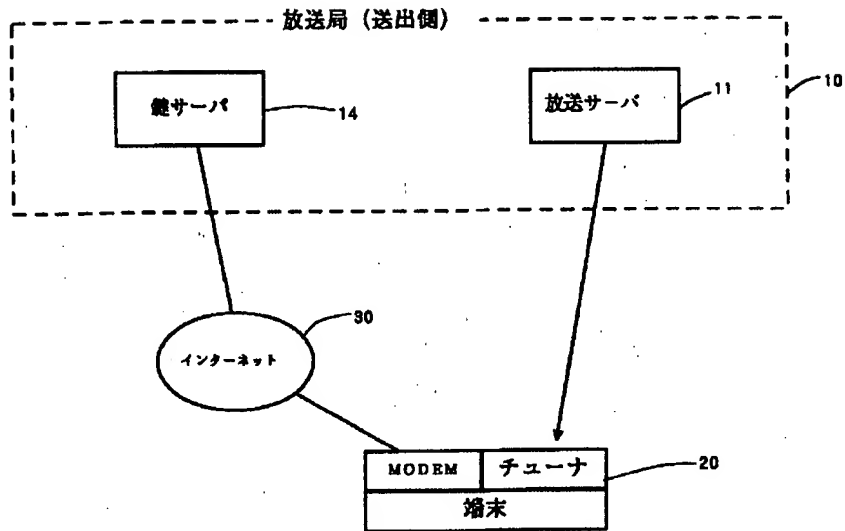 放送局 (送出側)
鍵サーバ
14
放送サーバ
11
10
インターネット
30
MODEM
チューナ
20
端末